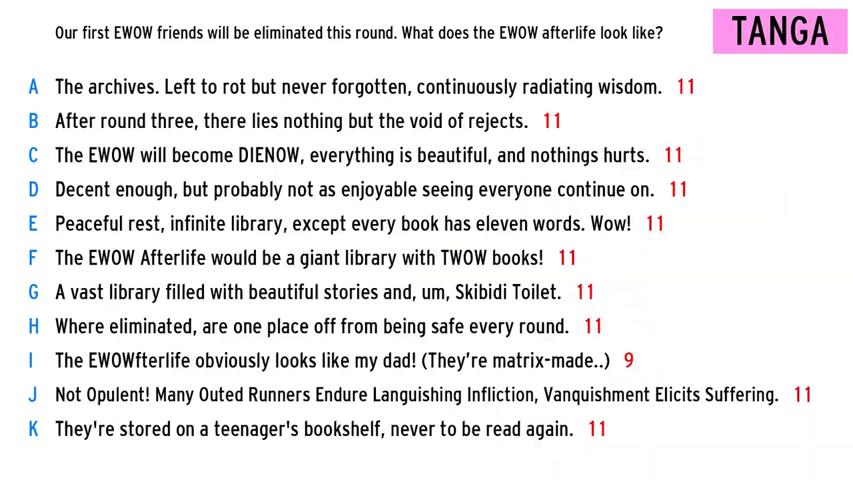 Our first EWOW friends will be eliminated this round. What does the EWOW afterlife look like?
TANGA
A The archives. Left to rot but never forgotten, continuously radiating wisdom. 11
B After round three, there lies nothing but the void of rejects. 11
C The EWOW will become DIENOW, everything is beautiful, and nothings hurts. 11
D Decent enough, but probably not as enjoyable seeing everyone continue on. 11
E Peaceful rest, infinite library, except every book has eleven words. Wow! 11
F The EWOW Afterlife would be a giant library with TWOW books! 11
G A vast library filled with beautiful stories and, um, Skibidi Toilet. 11
H Where eliminated, are one place off from being safe every round. 11
I The EWOWfterlife obviously looks like my dad! (They're matrix-made..) 9
J Not Opulent! Many Outed Runners Endure Languishing Infliction, Vanquishment Elicits Suffering. 11
K They're stored on a teenager's bookshelf, never to be read again. 11